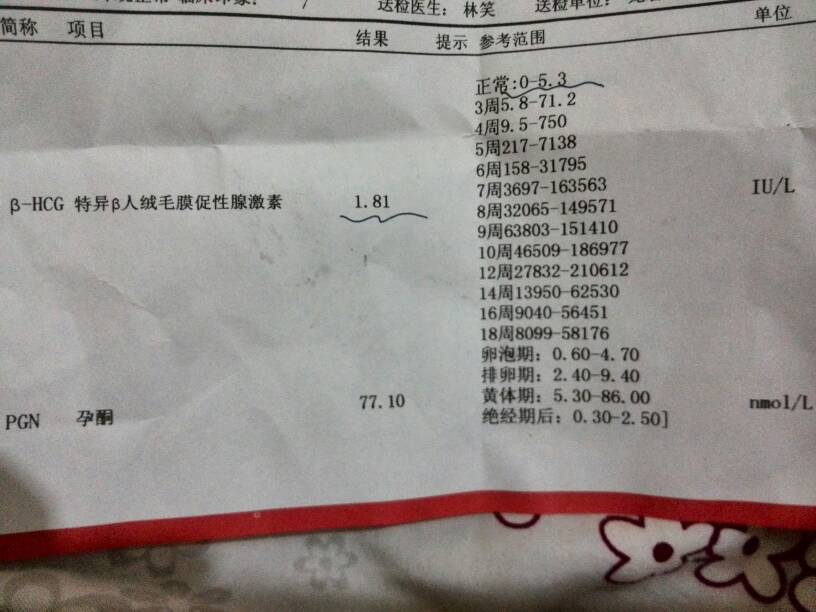 送检医生: 林笑 送检单位:
简称 项目 结果 提示 参考范围 单位
正常:0-5.3
3周5.8-71.2
4周9.5-750
5周217-7138
6周158-31795
7周3697-163563
β-HCG 特异β人绒毛膜促性腺激素 1.81 IU/L
8周32065-149571
9周63803-151410
10周46509-186977
12周27832-210612
14周13950-62530
16周9040-56451
18周8099-58176
卵泡期: 0.60-4.70
排卵期: 2.40-9.40
黄体期: 5.30-86.00
PGN 孕酮 77.10 nmol/L
绝经期后: 0.30-2.50]